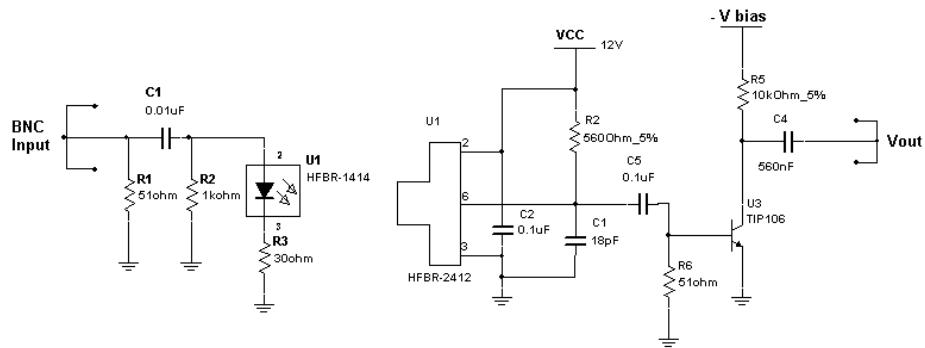 - V bias
VCC
12V
R5
10kOhm_5%
C1
0.01uF
BNC
Input
U1
R2
560Ohm_5%
C4
560nF
Vout
2
2
U1
HFBR-1414
C5
0.1uF
R1
51ohm
R2
1kohm
6
U3
TIP106
3
R3
30ohm
C2
0.1uF
C1
18pF
3
HFBR-2412
R6
51ohm